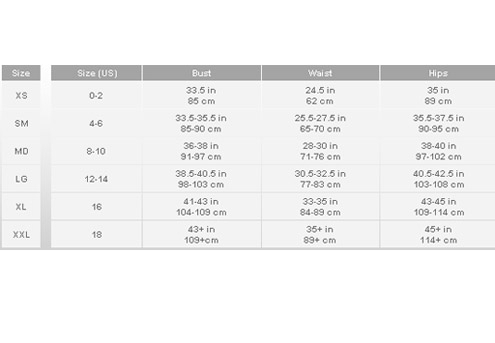 Size Size (US) Bust Waist Hips
XS 0-2 33.5 in 24.5 in 35 in
85 cm 62 cm 89 cm
SM 4-6 33.5-35.5 in 25.5-27.5 in 35.5-37.5 in
85-90 cm 65-70 cm 90-95 cm
MD 8-10 36-38 in 28-30 in 38-40 in
91-97 cm 71-76 cm 97-102 cm
LG 12-14 38.5-40.5 in 30.5-32.5 in 40.5-42.5 in
98-103 cm 77-83 cm 103-108 cm
XL 16 41-43 in 33-35 in 43-45 in
104-109 cm 84-89 cm 109-114 cm
XXL 18 43+ in 35+ in 45+ in
109+cm 89+ cm 114+ cm